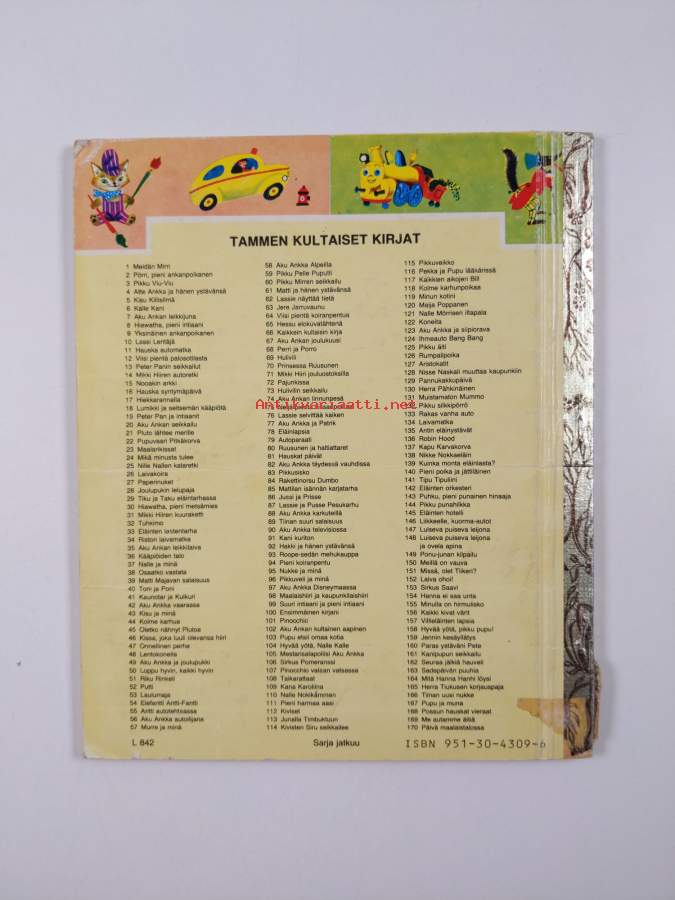 TAMMEN KULTAISET KIRJAT
1 Meidän Mirri
2 Pörri, pieni ankanpoikanen
3 Pikku Viu-Viu
4 Atte Ankka ja hänen ystävänsä
5 Kisu Kiltisilmä
6 Kalle Kani
7 Aku Ankan leikkijuna
8 Hiawatha, pieni intiaani
9 Yksinäinen ankanpoikanen
10 Lassi Lentäjä
11 Hauska automatka
12 Viisi pientä palosotilasta
13 Peter Panin seikkailut
14 Mikki Hiiren autoretki
15 Nooakin arkki
16 Hauska syntymäpäivä
17 Hiekkarannalla
18 Lumikki ja seitsemän kääpiötä
19 Peter Pan ja intiaanit
20 Aku Ankan seikkailu
21 Pluto lähtee merille
22 Pupuvaari Pitkäkorva
23 Maalarikissat
24 Mikä minusta tulee
25 Nille Nallen kalaretki
26 Laivakoira
27 Paperinuket
28 Joulupukin lelupaja
29 Tiku ja Taku eläintarhassa
30 Hiawatha, pieni metsämies
31 Mikki Hiiren kuuraketti
32 Tuhkimo
33 Eläinten lastentarha
34 Riston laivamatka
35 Aku Ankan leikkilaiva
36 Kääpiöiden talo
37 Nalle ja minä
38 Osaatko vastata
39 Matti Majavan salaisuus
40 Toni ja Poni
41 Kaunotar ja Kulkuri
42 Aku Ankka vaarassa
43 Kisu ja minä
44 Kolme karhua
45 Oletko nähnyt Plutoa
46 Kissa, joka luuli olevansa hiiri
47 Onnellinen perhe
48 Lentokoneita
49 Aku Ankka ja joulupukki
50 Loppu hyvin, kaikki hyvin
51 Riku Rinkeli
52 Putti
53 Laulumaja
54 Elefantti Antti-Fantti
55 Antti autotehtaassa
56 Aku Ankka autoilijana
57 Murre ja minä
58 Aku Ankka Alpeilla
59 Pikku Pelle Puputti
60 Pikku Mirren seikkailu
61 Matti ja hänen ystävänsä
62 Lassie näyttää tietä
63 Jere Jarruvaunu
64 Viisi pientä koiranpentua
65 Hessu elokuvatähtenä
66 Kaikkein kultaisin kirja
67 Aku Ankan joulukuusi
68 Perri ja Porro
69 Hulivili
70 Prinsessa Ruusunen
71 Mikki Hiiri jouluostoksilla
72 Pajunkissa
73 Hulivilin seikkailu
74 Aku Ankan linnunpesä
76 Lassie selvittää kaiken
77 Aku Ankka ja Patrik
78 Eläinlapsia
79 Autoparaati
80 Ruusunen ja haltiattaret
81 Hauskat päivät
82 Aku Ankka täydessä vauhdissa
83 Pikkusisko
84 Rakettinorsu Dumbo
85 Mattilan isännän karjatarha
86 Jussi ja Prisse
87 Lassie ja Pusse Pesukarhu
88 Aku Ankka karkuteillä
89 Tiinan suuri salaisuus
90 Aku Ankka televisiossa
91 Kani kuriton
92 Hakki ja hänen ystävänsä
93 Roope-sedän mehukauppa
94 Pieni koiranpentu
95 Nukke ja minä
96 Pikkuveli ja minä
97 Aku Ankka Disneymaassa
98 Maalaishiiri ja kaupunkilaishiiri
99 Suuri intiaani ja pieni intiaani
100 Ensimmäinen kirjani
101 Pinocchio
102 Aku Ankan kultainen aapinen
103 Pupu etsii omaa kotia
104 Hyvää yötä, Nalle Kalle
105 Mestarisalapoliisi Aku Ankka
106 Sirkus Pomeranssi
107 Pinocchio valaan vatsassa
108 Taikarattaat
109 Kana Karoliina
110 Nalle Nokikämmen
111 Pieni harmaa aasi
112 Kiviset
113 Junalla Timbuktuun
114 Kivisten Siru seikkailee
115 Pikkuveikko
116 Pekka ja Pupu lääkärissä
117 Kaikkien aikojen Bill
118 Kolme karhunpoikaa
119 Minun kotini
120 Maija Poppanen
121 Nalle Mörrisen iltapala
122 Koneita
123 Aku Ankka ja siipiorava
124 Ihmeauto Bang Bang
125 Pikku äiti
126 Rumpalipoika
127 Aristokatit
128 Nisse Naskali muuttaa kaupunkiin
129 Pannukakkupäivä
130 Herra Pähkinäinen
131 Muistamaton Mummo
132 Pikku silkkipönrö
133 Rakas vanha auto
134 Laivamatka
135 Antin eläinystävät
136 Robin Hood
137 Kapu Karvakorva
138 Nikke Nokkaeläin
139 Kuinka monta eläintasta?
140 Pieni poika ja jättiläinen
141 Tipu Tipuliini
142 Eläinten orkesteri
143 Puhku, pieni punainen hinaaja
144 Pikku punahilkka
145 Eläinten hotelli
146 Liikkeelle, kuorma-autot
147 Luiseva puiseva leijona
148 Luiseva puiseva leijona
ja ovela apina
149 Ponu-junan kilpailu
150 Meillä on vauva
151 Missä, olet Tiikeri?
152 Laiva ohoi!
153 Sirkus Saavi
154 Hanna ei saa unta
155 Minulla on hirmulisko
156 Kaikki kivat värit
157 Villieläinten lapsia
158 Hyvää yötä, pikku pupu!
159 Jennin kesäyllätys
160 Paras ystäväni Pete
161 Kanipupun seikkailu
162 Seuraa jälkiä hauveli
163 Sadepäivän puuhia
164 Mitä Hanna Hanhi löysi
165 Herra Tiukusen korjauspaja
166 Tiinan uusi nukke
167 Pupu ja muna
168 Possun hauskat vieraat
169 Me autamme äitiä
170 Päivä maalaistalossa
L 842
Sarja jatkuu
ISBN 951-30-4309-6
Antikvariaatti.net